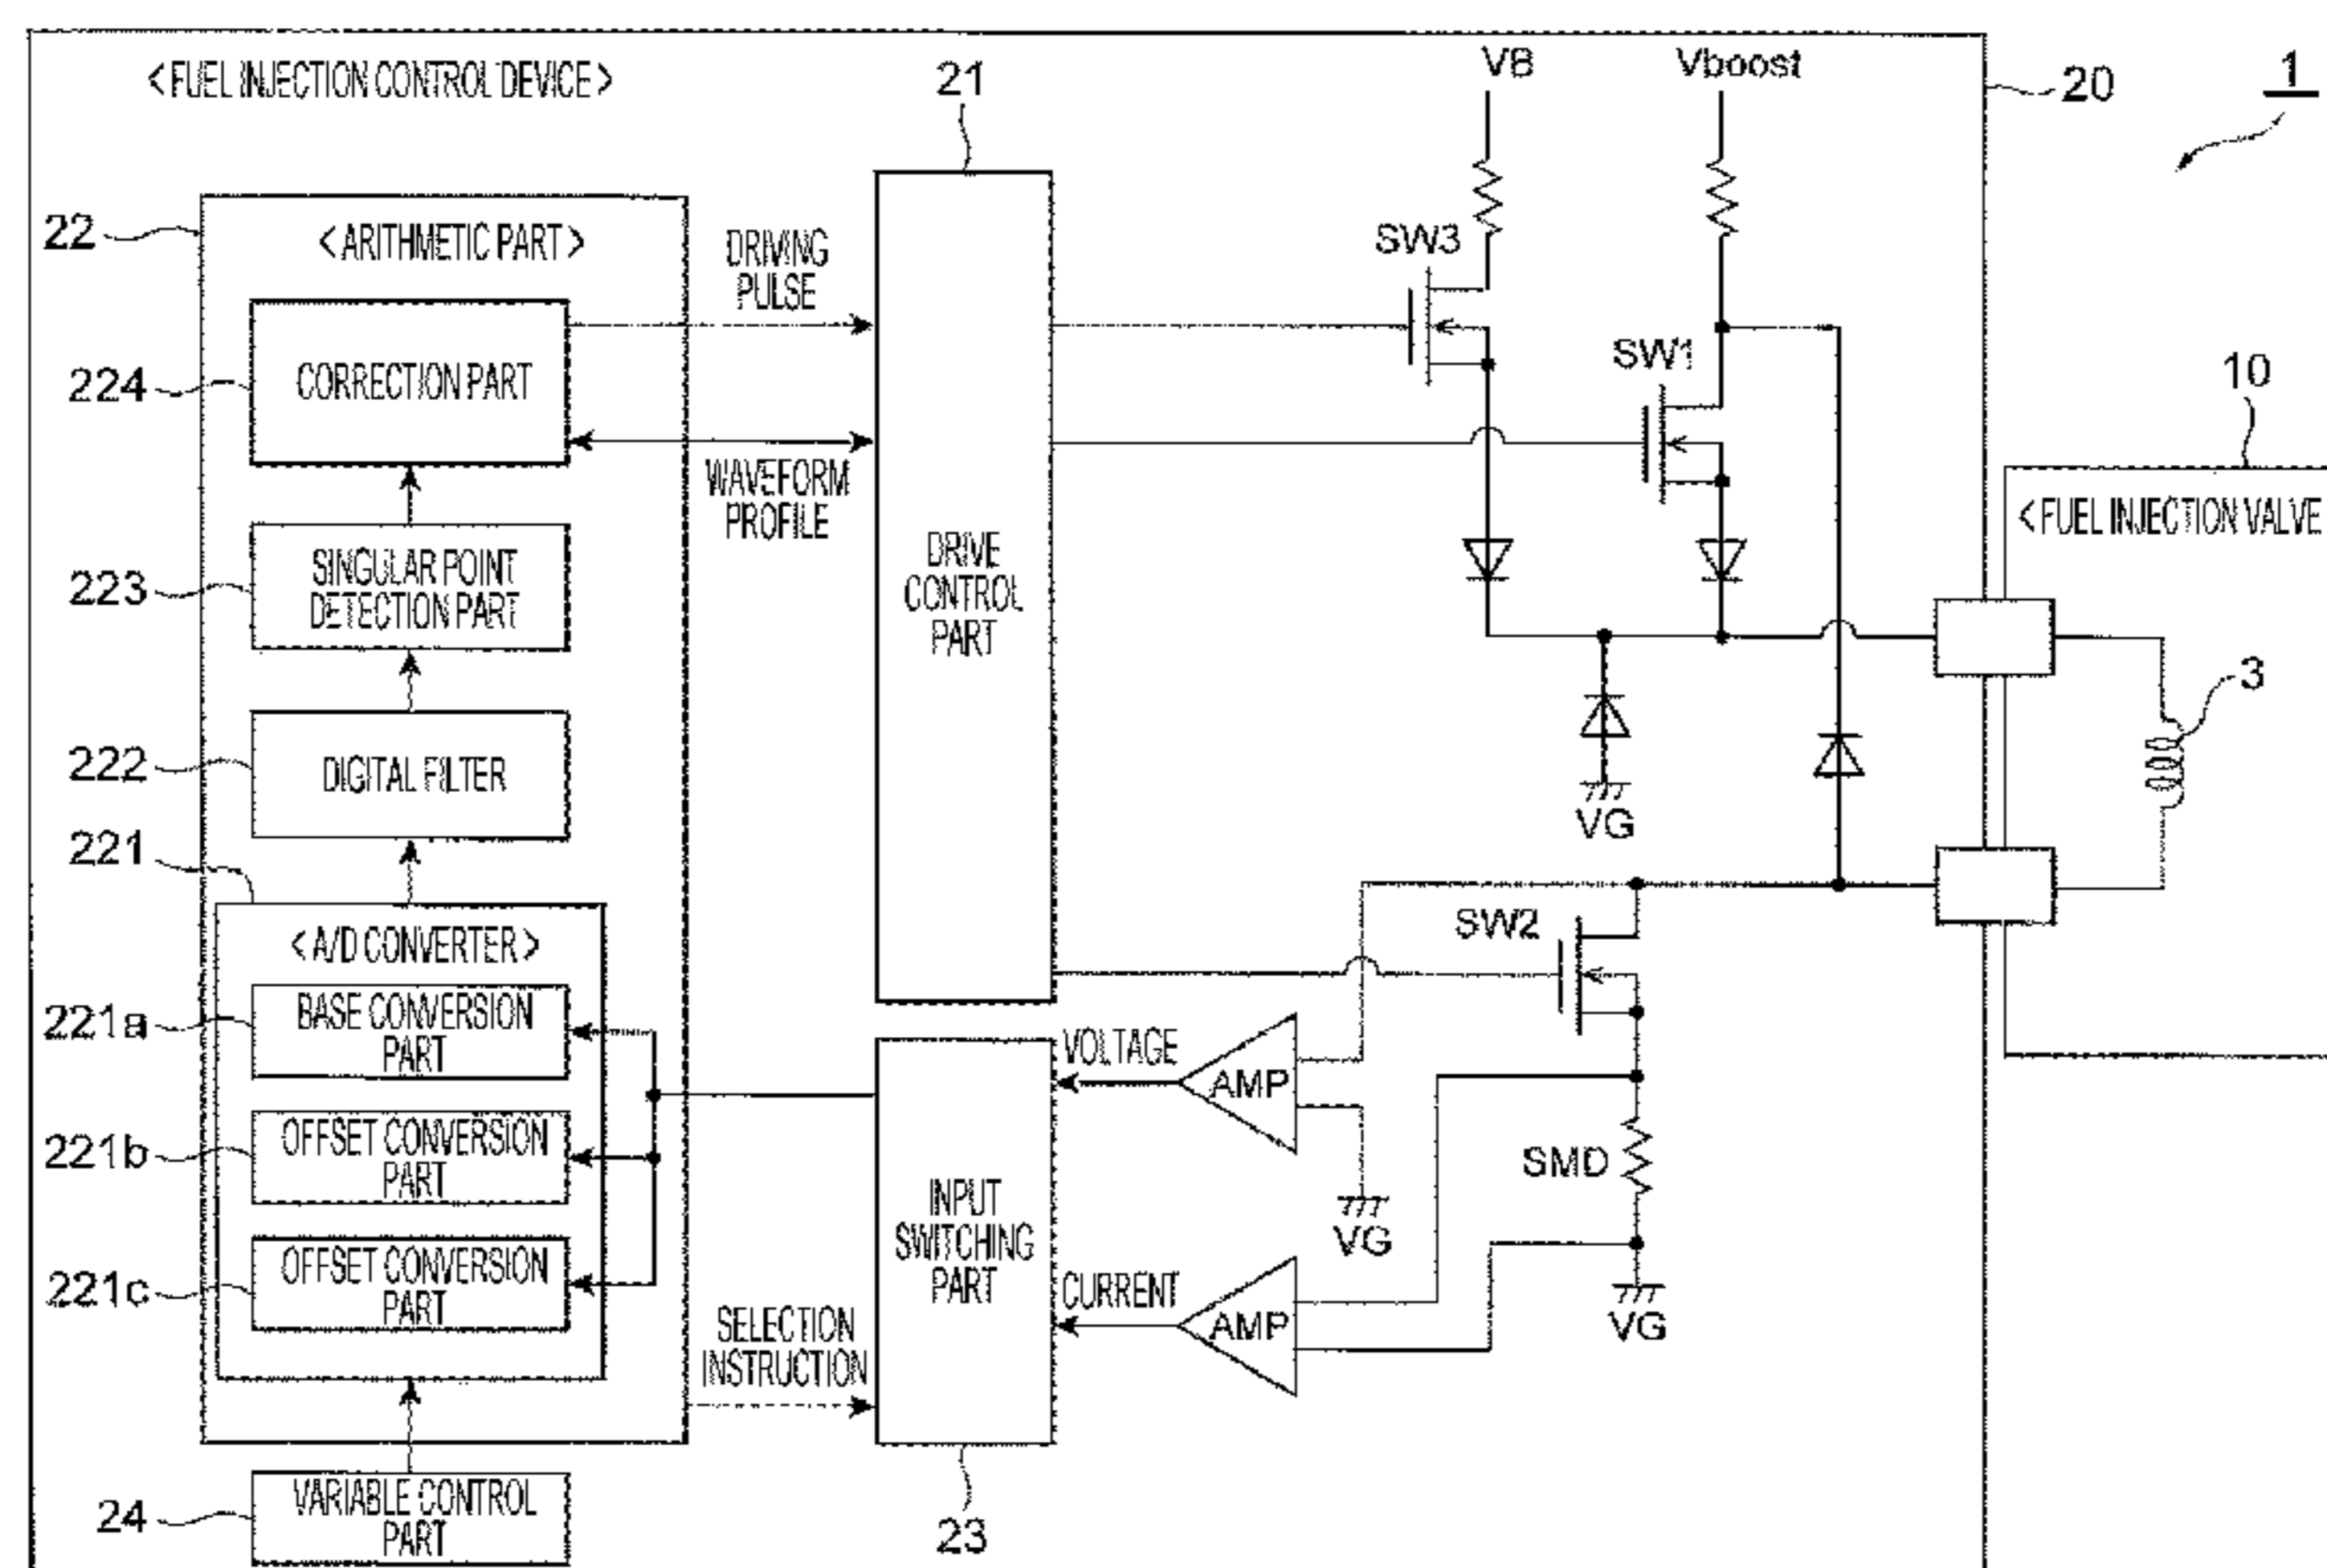 <FUEL INJECTION CONTROL DEVICE>
21
VB
Vboost
20
1
22
<ARITHMETIC PART>
DRIVING
PULSE
SW3
224
CORRECTION PART
SW1
10
WAVEFORM
PROFILE
<FUEL INJECTION VALVE
223
SINGULAR POINT
DETECTION PART
DRIVE
CONTROL
PART
3
222
DIGITAL FILTER
VG
221
<A/D CONVERTER>
SW2
221a
BASE CONVERSION
PART
VOLTAGE
AMP
221b
OFFSET CONVERSION
PART
SMD
INPUT
SWITCHING
PART
VG
221c
OFFSET CONVERSION
PART
CURRENT
AMP
VG
SELECTION
INSTRUCTION
24
VARIABLE CONTROL
PART
23